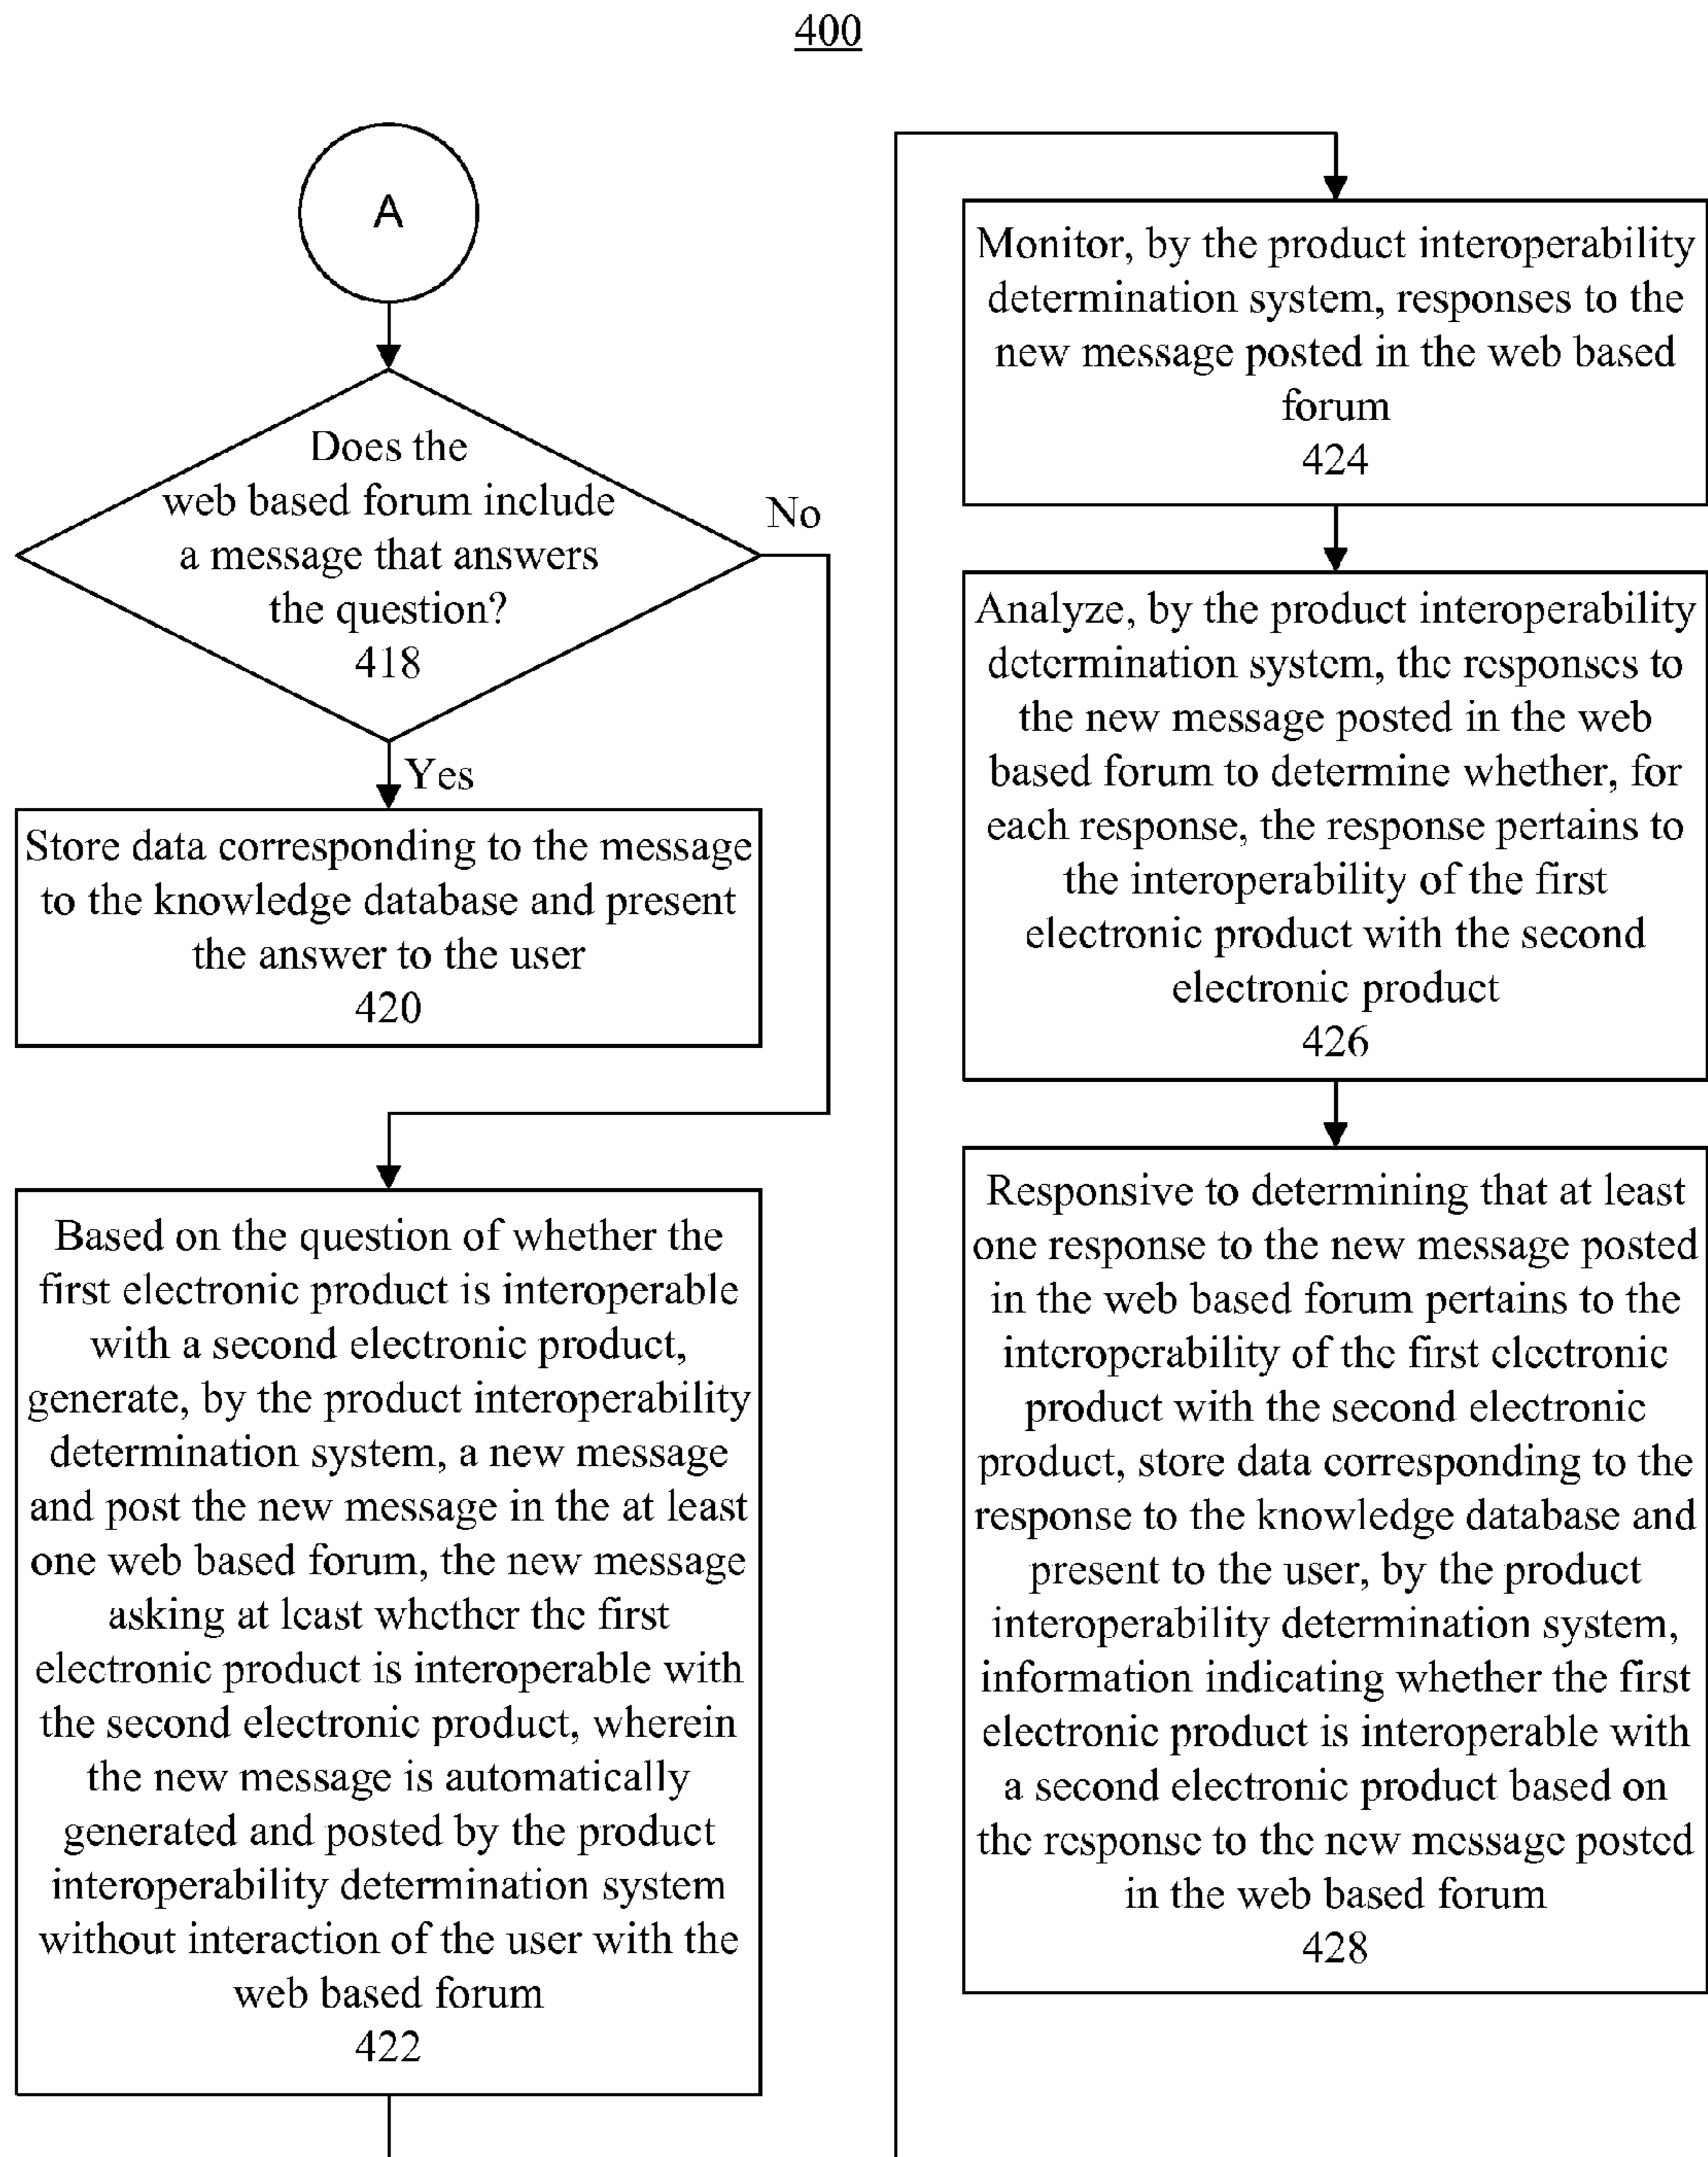 400
A
Does the
web based forum include
a message that answers
the question?
418
No
Yes
Store data corresponding to the message
to the knowledge database and present
the answer to the user
420
Based on the question of whether the
first electronic product is interoperable
with a second electronic product,
generate, by the product interoperability
determination system, a new message
and post the new message in the at least
one web based forum, the new message
asking at least whether the first
electronic product is interoperable with
the second electronic product, wherein
the new message is automatically
generated and posted by the product
interoperability determination system
without interaction of the user with the
web based forum
422
Monitor, by the product interoperability
determination system, responses to the
new message posted in the web based
forum
424
Analyze, by the product interoperability
determination system, the responses to
the new message posted in the web
based forum to determine whether, for
each response, the response pertains to
the interoperability of the first
electronic product with the second
electronic product
426
Responsive to determining that at least
one response to the new message posted
in the web based forum pertains to the
interoperability of the first electronic
product with the second electronic
product, store data corresponding to the
response to the knowledge database and
present to the user, by the product
interoperability determination system,
information indicating whether the first
electronic product is interoperable with
a second electronic product based on
the response to the new message posted
in the web based forum
428